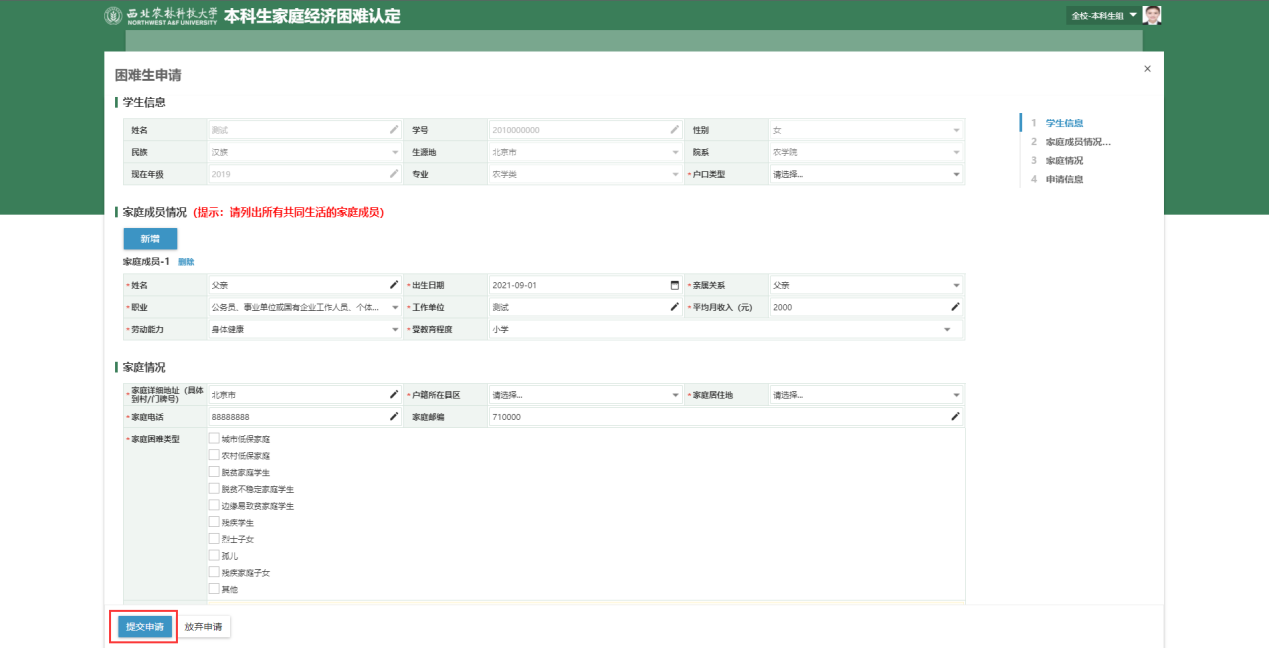 西北农林科技大学 本科生家庭经济困难认定 全校-本科生组
NORTHWEST A&F UNIVERSITY
困难生申请 ×
学生信息
姓名 测试 学号 2010000000 性别 女
民族 汉族 生源地 北京市 院系 农学院
现在年级 2019 专业 农学类 *户口类型 请选择...
1 学生信息
2 家庭成员情况...
3 家庭情况
4 申请信息
家庭成员情况 (提示：请列出所有共同生活的家庭成员)
新增
家庭成员-1 删除
*姓名 父亲 *出生日期 2021-09-01 *亲属关系 父亲
*职业 公务员、事业单位或国有企业工作人员、个体... *工作单位 测试 *平均月收入（元） 2000
*劳动能力 身体健康 *受教育程度 小学
家庭情况
*家庭详细地址（具体到村/门牌号） 北京市 *户籍所在县区 请选择... *家庭居住地 请选择...
*家庭电话 88888888 家庭邮编 710000
*家庭困难类型
城市低保家庭
农村低保家庭
脱贫家庭学生
脱贫不稳定家庭学生
边缘易致贫家庭学生
残疾学生
烈士子女
孤儿
残疾家庭子女
其他
提交申请 放弃申请